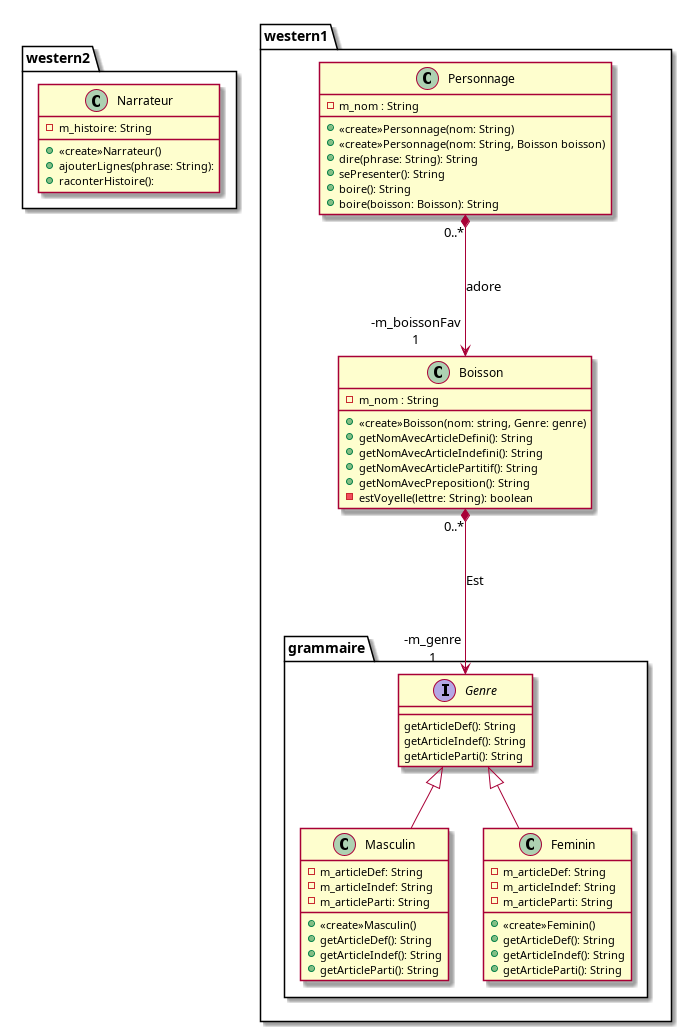 western2
C Narrateur
m_histoire: String
«create»Narrateur()
ajouterLignes(phrase: String):
raconterHistoire():
western1
C Personnage
m_nom : String
«create»Personnage(nom: String)
«create»Personnage(nom: String, Boisson boisson)
dire(phrase: String): String
sePresenter(): String
boire(): String
boire(boisson: Boisson): String
0..*
adore
-m_boissonFav
1
C Boisson
m_nom : String
«create»Boisson(nom: string, Genre: genre)
getNomAvecArticleDefini(): String
getNomAvecArticleIndefini(): String
getNomAvecArticlePartitif(): String
getNomAvecPreposition(): String
estVoyelle(lettre: String): boolean
0..*
Est
-m_genre
1
grammaire
I Genre
getArticleDef(): String
getArticleIndef(): String
getArticleParti(): String
C Masculin
m_articleDef: String
m_articleIndef: String
m_articleParti: String
«create»Masculin()
getArticleDef(): String
getArticleIndef(): String
getArticleParti(): String
C Feminin
m_articleDef: String
m_articleIndef: String
m_articleParti: String
«create»Feminin()
getArticleDef(): String
getArticleIndef(): String
getArticleParti(): String